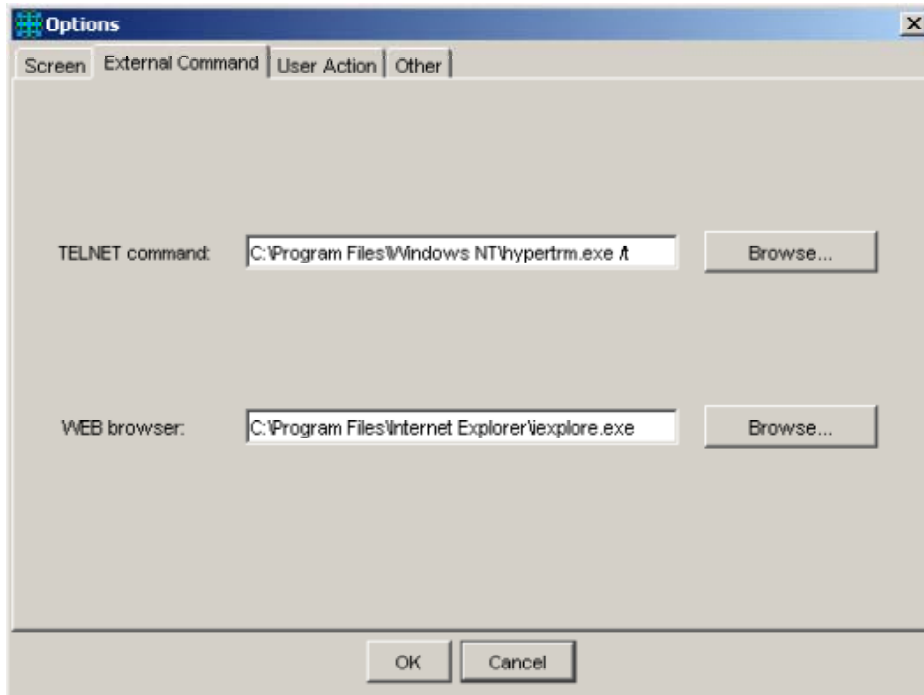 Options
Screen External Command User Action Other
TELNET command: C:\Program Files\Windows NT\hypertrm.exe /t Browse...
WEB browser: C:\Program Files\Internet Explorer\iexplore.exe Browse...
OK Cancel